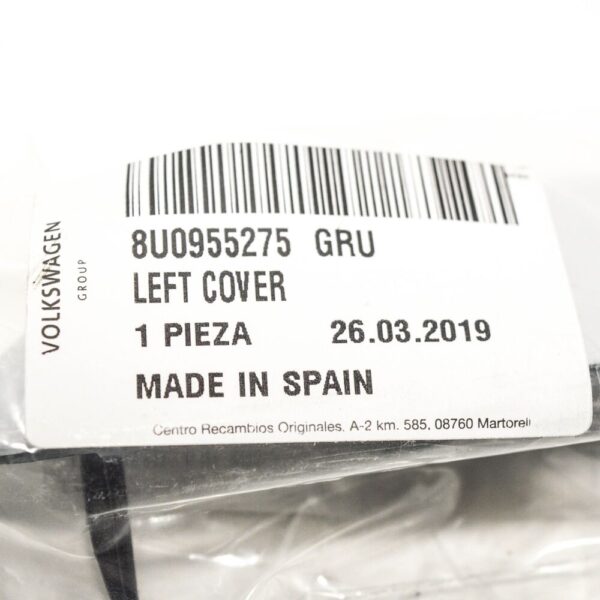 VOLKSWAGEN
GROUP
8U0955275 GRU
LEFT COVER
1 PIEZA 26.03.2019
MADE IN SPAIN
Centro Recambios Originales. A-2 km. 585, 08760 Martorell